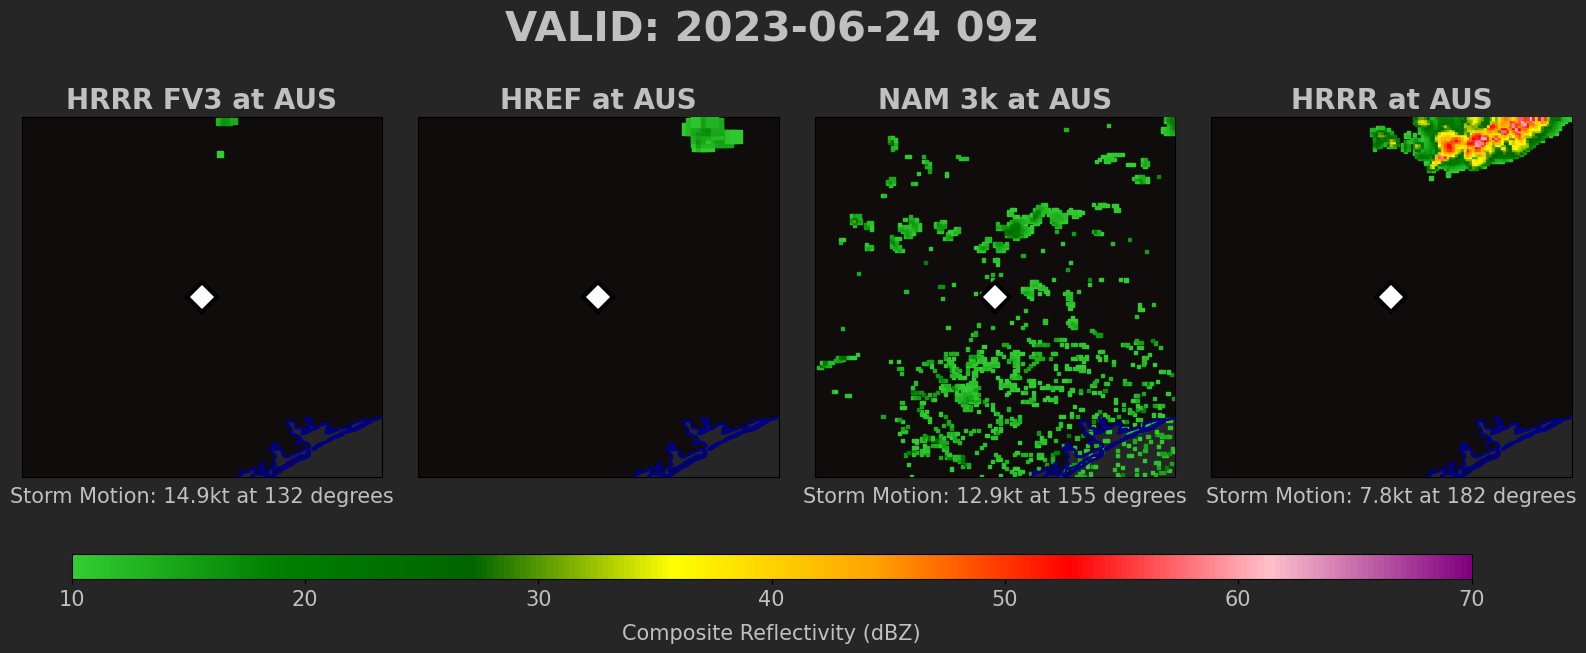 VALID: 2023-06-24 09z
HRRR FV3 at AUS
HREF at AUS
NAM 3k at AUS
HRRR at AUS
Storm Motion: 14.9kt at 132 degrees
Storm Motion: 12.9kt at 155 degrees
Storm Motion: 7.8kt at 182 degrees
10 20 30 40 50 60 70
Composite Reflectivity (dBZ)